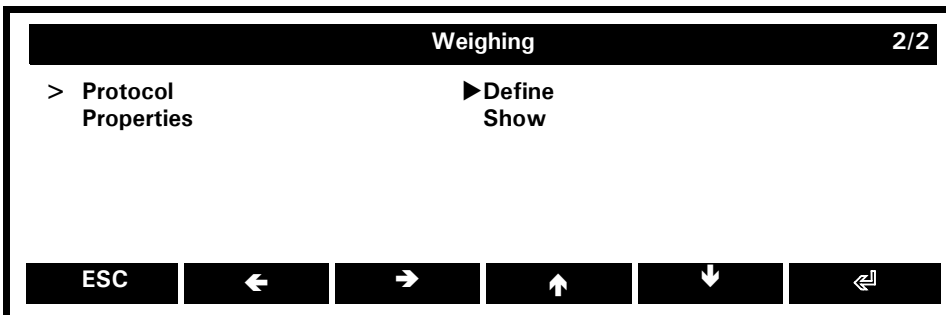 Weighing 2/2
> Protocol ▶Define
Properties Show
ESC ← → ↑ ↓ ↵